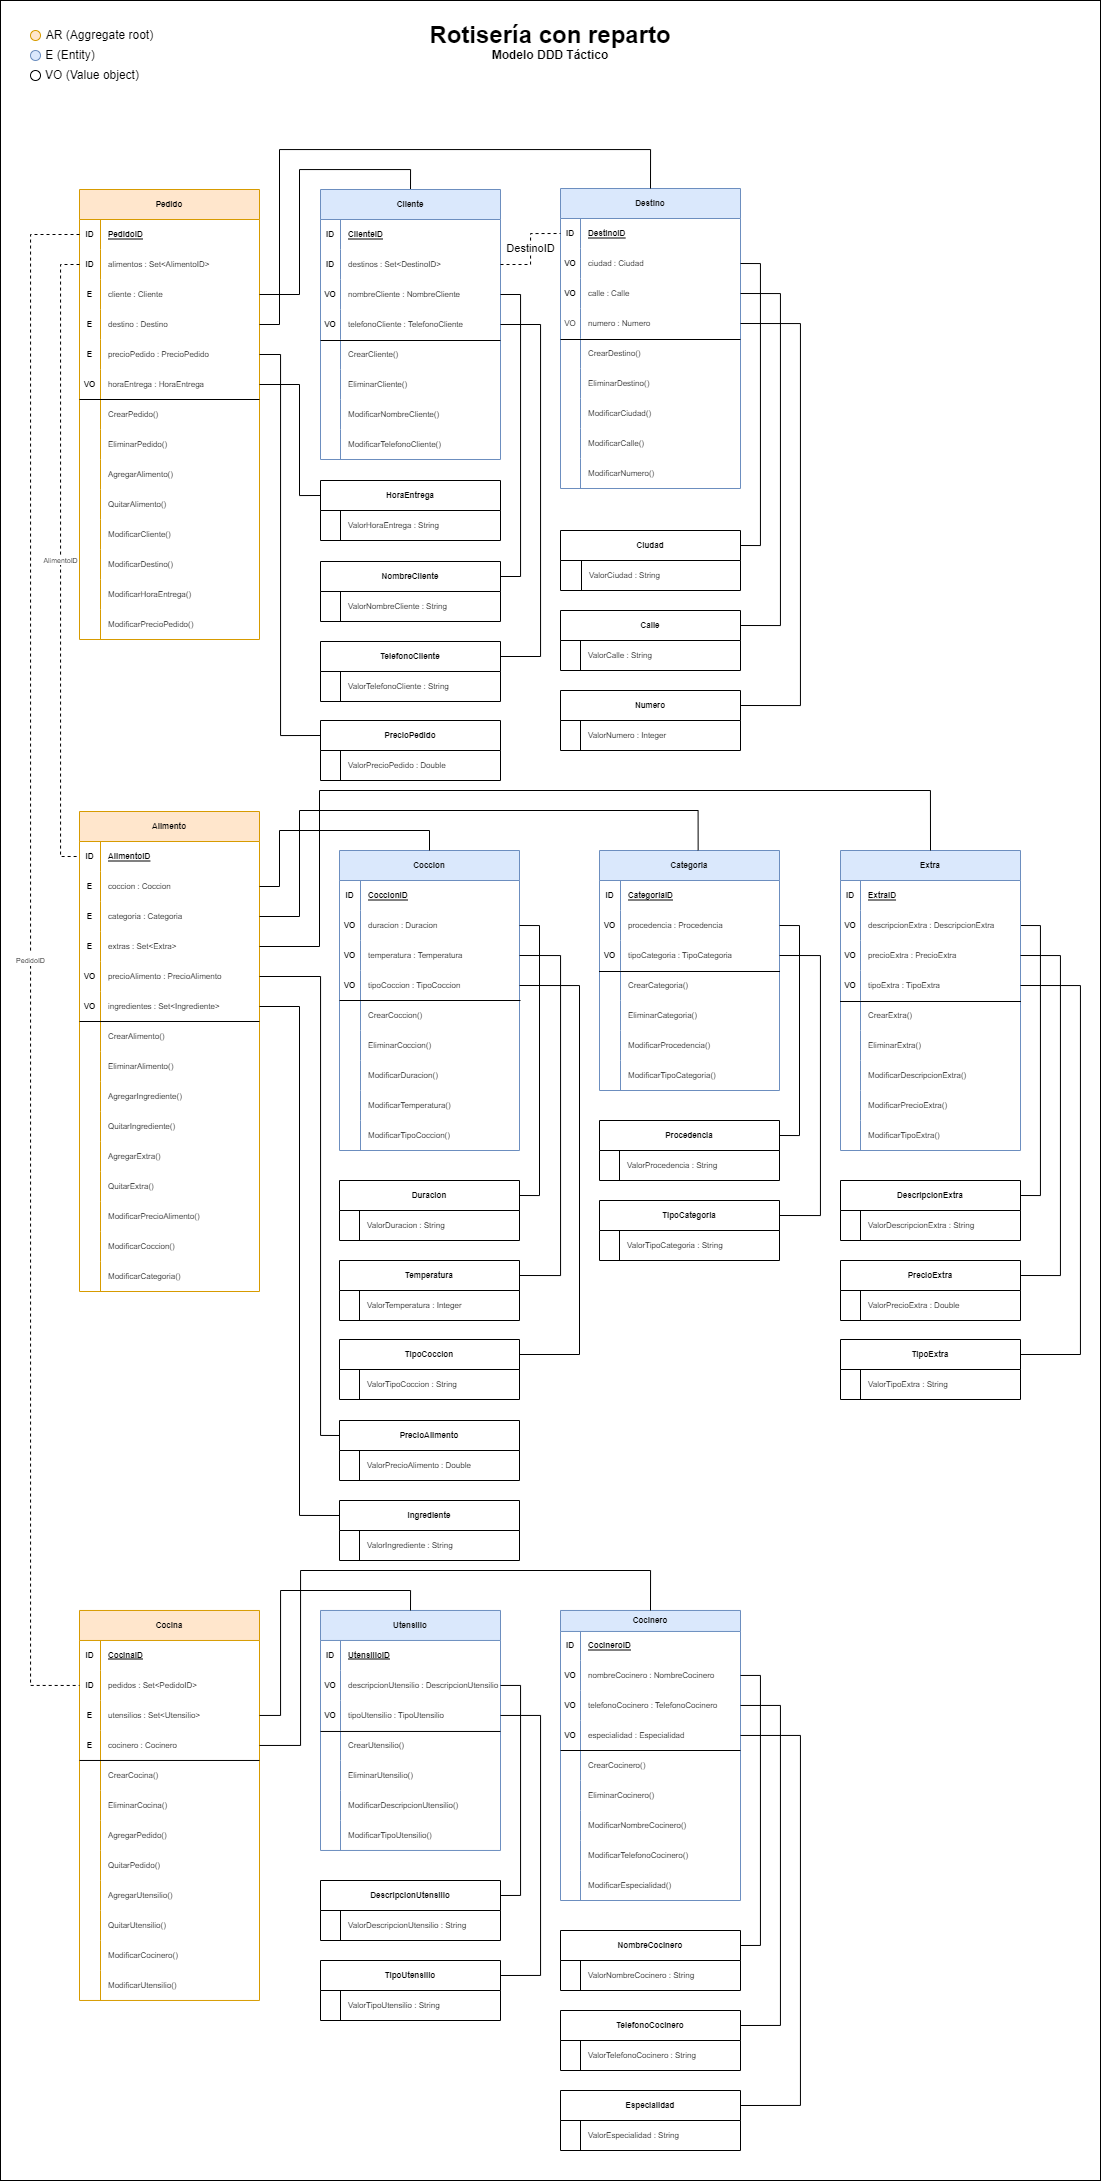 AR (Aggregate root)
E (Entity)
VO (Value object)
Rotisería con reparto
Modelo DDD Táctico
Pedido
ID PedidoID
ID alimentos : Set<AlimentoID>
E cliente : Cliente
E destino : Destino
E precioPedido : PrecioPedido
VO horaEntrega : HoraEntrega
CrearPedido()
EliminarPedido()
AgregarAlimento()
QuitarAlimento()
ModificarCliente()
ModificarDestino()
ModificarHoraEntrega()
ModificarPrecioPedido()
AlimentoID
PedidoID
Cliente
ID ClienteID
ID destinos : Set<DestinoID>
VO nombreCliente : NombreCliente
VO telefonoCliente : TelefonoCliente
CrearCliente()
EliminarCliente()
ModificarNombreCliente()
ModificarTelefonoCliente()
DestinoID
Destino
ID DestinoID
VO ciudad : Ciudad
VO calle : Calle
VO numero : Numero
CrearDestino()
EliminarDestino()
ModificarCiudad()
ModificarCalle()
ModificarNumero()
HoraEntrega
ValorHoraEntrega : String
NombreCliente
ValorNombreCliente : String
TelefonoCliente
ValorTelefonoCliente : String
PrecioPedido
ValorPrecioPedido : Double
Ciudad
ValorCiudad : String
Calle
ValorCalle : String
Numero
ValorNumero : Integer
Alimento
ID AlimentoID
E coccion : Coccion
E categoria : Categoria
E extras : Set<Extra>
VO precioAlimento : PrecioAlimento
VO ingredientes : Set<Ingrediente>
CrearAlimento()
EliminarAlimento()
AgregarIngrediente()
QuitarIngrediente()
AgregarExtra()
QuitarExtra()
ModificarPrecioAlimento()
ModificarCoccion()
ModificarCategoria()
Coccion
ID CoccionID
VO duracion : Duracion
VO temperatura : Temperatura
VO tipoCoccion : TipoCoccion
CrearCoccion()
EliminarCoccion()
ModificarDuracion()
ModificarTemperatura()
ModificarTipoCoccion()
Categoria
ID CategoriaID
VO procedencia : Procedencia
VO tipoCategoria : TipoCategoria
CrearCategoria()
EliminarCategoria()
ModificarProcedencia()
ModificarTipoCategoria()
Extra
ID ExtraID
VO descripcionExtra : DescripcionExtra
VO precioExtra : PrecioExtra
VO tipoExtra : TipoExtra
CrearExtra()
EliminarExtra()
ModificarDescripcionExtra()
ModificarPrecioExtra()
ModificarTipoExtra()
Duracion
ValorDuracion : String
Temperatura
ValorTemperatura : Integer
TipoCoccion
ValorTipoCoccion : String
PrecioAlimento
ValorPrecioAlimento : Double
Ingrediente
ValorIngrediente : String
Procedencia
ValorProcedencia : String
TipoCategoria
ValorTipoCategoria : String
DescripcionExtra
ValorDescripcionExtra : String
PrecioExtra
ValorPrecioExtra : Double
TipoExtra
ValorTipoExtra : String
Cocina
ID CocinaID
ID pedidos : Set<PedidoID>
E utensilios : Set<Utensilio>
E cocinero : Cocinero
CrearCocina()
EliminarCocina()
AgregarPedido()
QuitarPedido()
AgregarUtensilio()
QuitarUtensilio()
ModificarCocinero()
ModificarUtensilio()
Utensilio
ID UtensilioID
VO descripcionUtensilio : DescripcionUtensilio
VO tipoUtensilio : TipoUtensilio
CrearUtensilio()
EliminarUtensilio()
ModificarDescripcionUtensilio()
ModificarTipoUtensilio()
Cocinero
ID CocineroID
VO nombreCocinero : NombreCocinero
VO telefonoCocinero : TelefonoCocinero
VO especialidad : Especialidad
CrearCocinero()
EliminarCocinero()
ModificarNombreCocinero()
ModificarTelefonoCocinero()
ModificarEspecialidad()
DescripcionUtensilio
ValorDescripcionUtensilio : String
TipoUtensilio
ValorTipoUtensilio : String
NombreCocinero
ValorNombreCocinero : String
TelefonoCocinero
ValorTelefonoCocinero : String
Especialidad
ValorEspecialidad : String